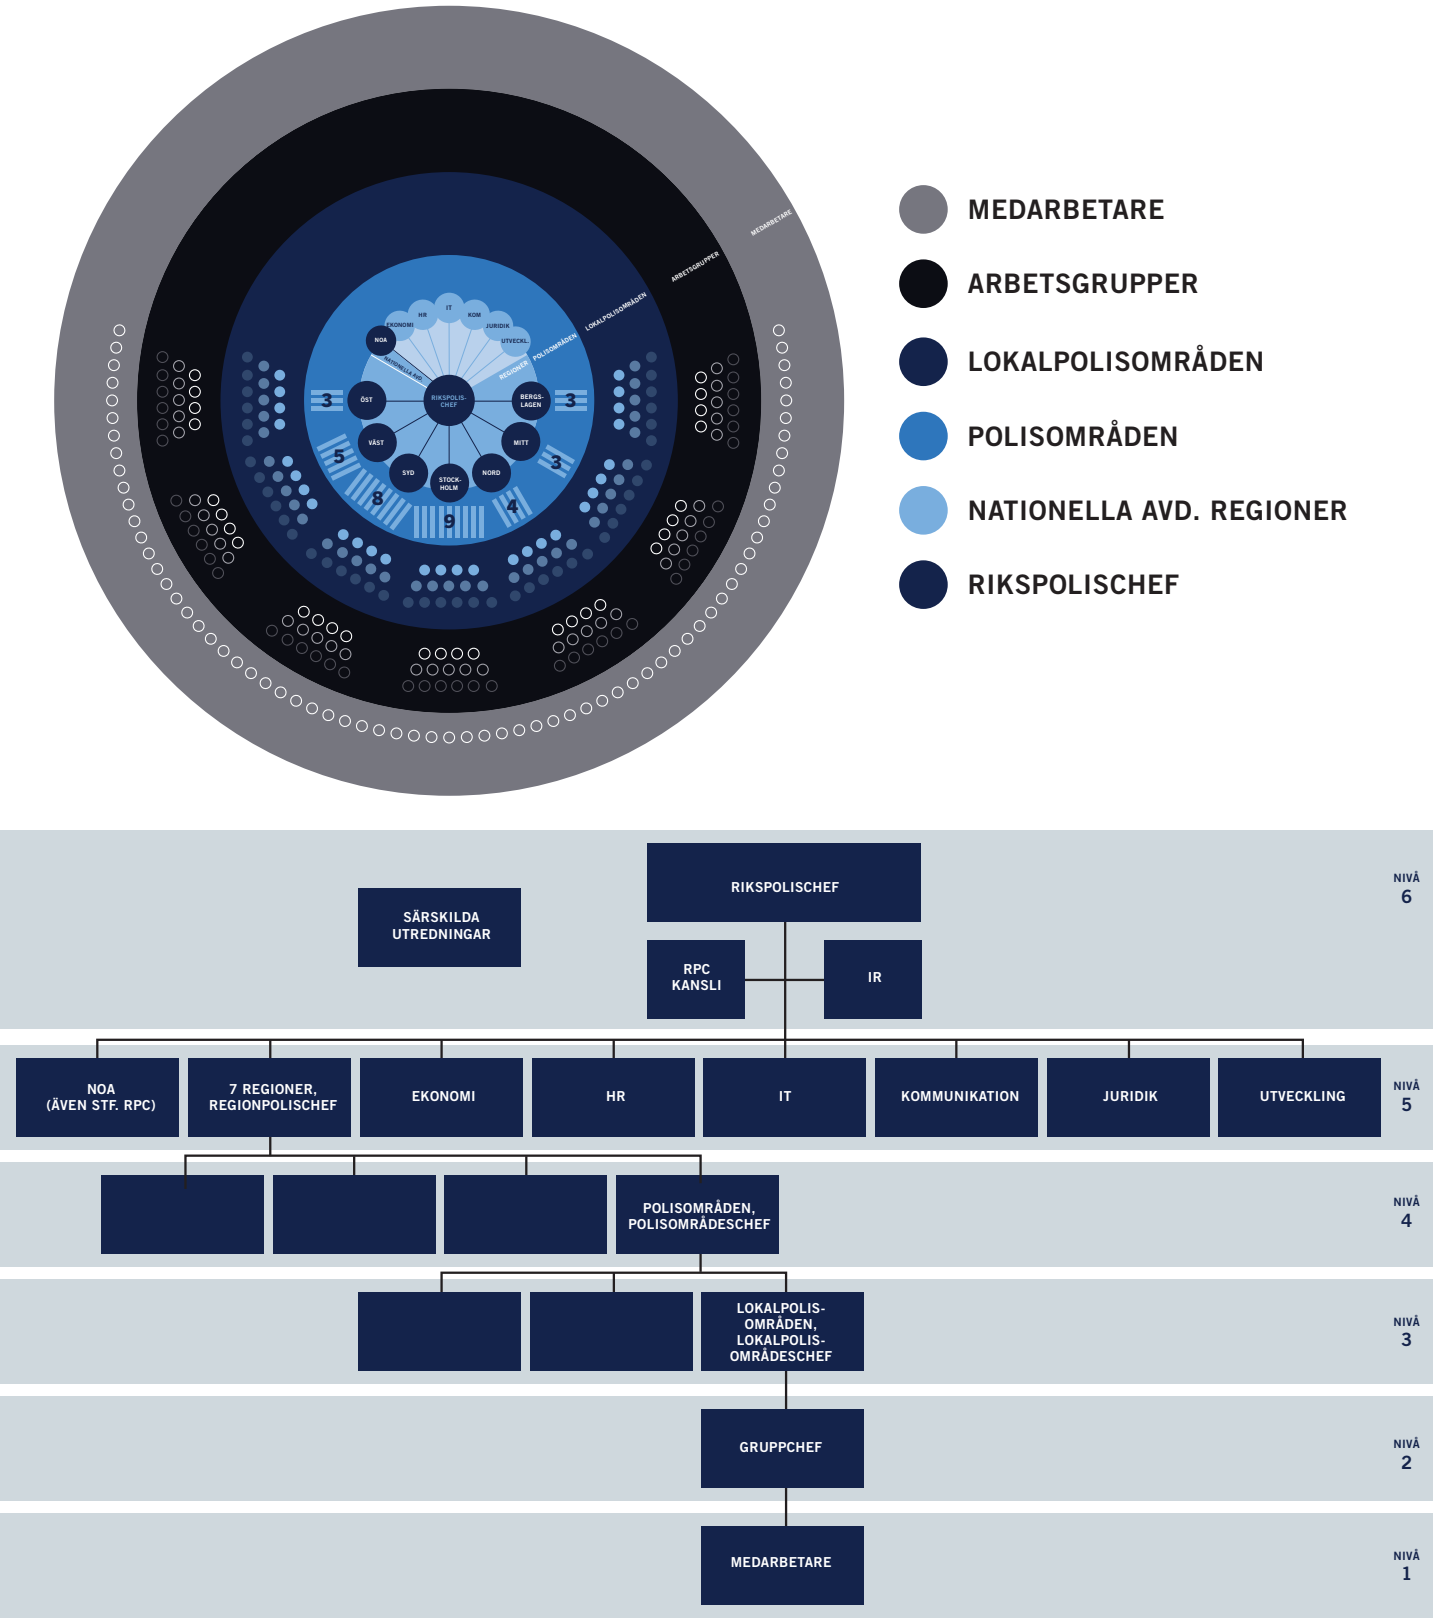 MEDARBETARE
ARBETSGRUPPER
LOKALPOLISOMRÅDEN
POLISOMRÅDEN
REGIONER
NATIONELLA AVD.
IT
HR
KOM
EKONOMI
JURIDIK
NOA
UTVECKL.
RIKSPOLIS-
CHEF
ÖST
BERGS-
LAGEN
VÄST
MITT
SYD
NORD
STOCK-
HOLM
3
3
5
3
8
4
9
MEDARBETARE
ARBETSGRUPPER
LOKALPOLISOMRÅDEN
POLISOMRÅDEN
NATIONELLA AVD. REGIONER
RIKSPOLISCHEF
RIKSPOLISCHEF
NIVÅ
6
SÄRSKILDA
UTREDNINGAR
RPC
KANSLI
IR
NOA
(ÄVEN STF. RPC)
7 REGIONER,
REGIONPOLISCHEF
EKONOMI
HR
IT
KOMMUNIKATION
JURIDIK
UTVECKLING
NIVÅ
5
POLISOMRÅDEN,
POLISOMRÅDESCHEF
NIVÅ
4
LOKALPOLIS-
OMRÅDEN,
LOKALPOLIS-
OMRÅDESCHEF
NIVÅ
3
GRUPPCHEF
NIVÅ
2
MEDARBETARE
NIVÅ
1